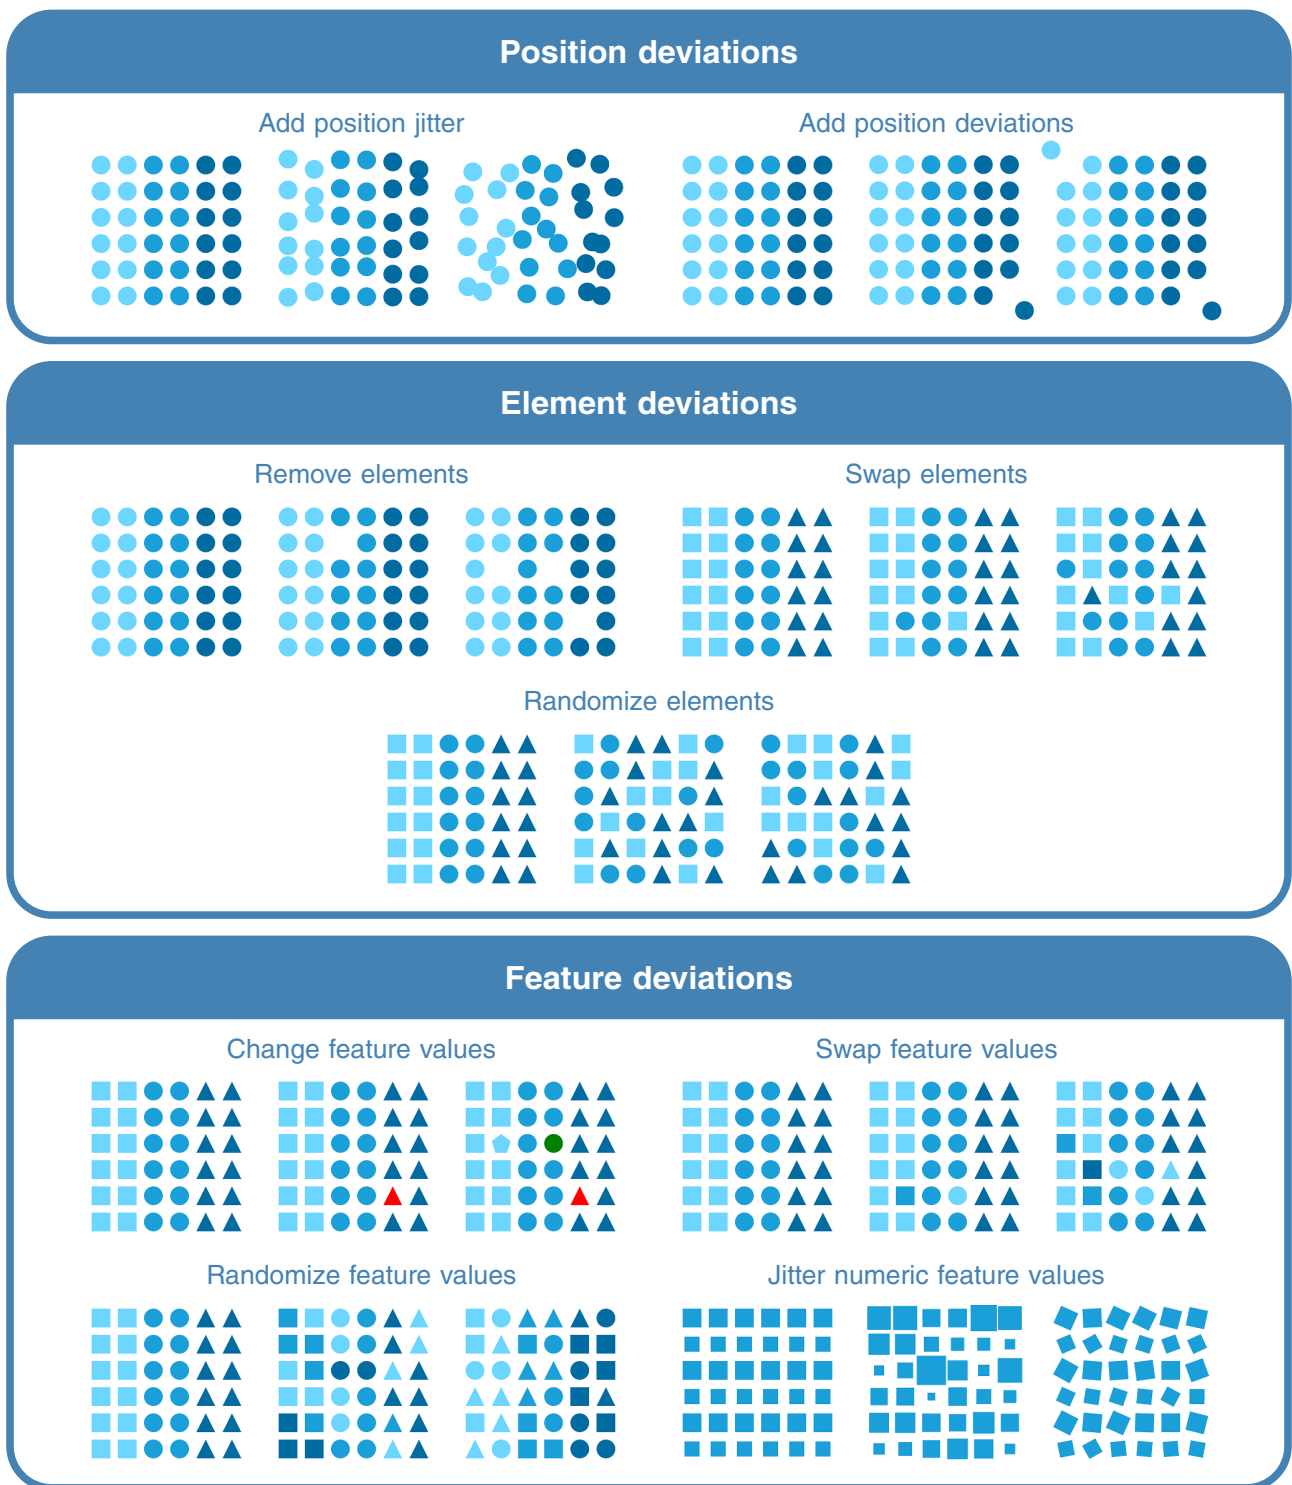 Position deviations
Add position jitter
Add position deviations
Element deviations
Remove elements
Swap elements
Randomize elements
Feature deviations
Change feature values
Swap feature values
Randomize feature values
Jitter numeric feature values